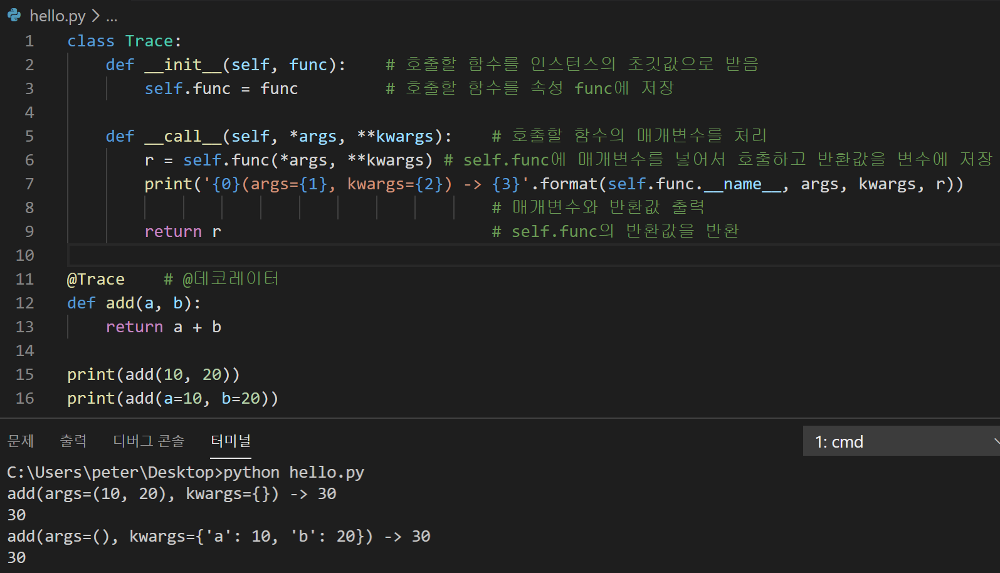 hello.py > ...
1 class Trace:
2     def __init__(self, func):    # 호출할 함수를 인스턴스의 초깃값으로 받음
3         self.func = func         # 호출할 함수를 속성 func에 저장
4
5     def __call__(self, *args, **kwargs):    # 호출할 함수의 매개변수를 처리
6         r = self.func(*args, **kwargs) # self.func에 매개변수를 넣어서 호출하고 반환값을 변수에 저장
7         print('{0}(args={1}, kwargs={2}) -> {3}'.format(self.func.__name__, args, kwargs, r))
8                                             # 매개변수와 반환값 출력
9         return r                            # self.func의 반환값을 반환
10
11 @Trace    # @데코레이터
12 def add(a, b):
13     return a + b
14
15 print(add(10, 20))
16 print(add(a=10, b=20))
문제 출력 디버그 콘솔 터미널 1: cmd
C:\Users\peter\Desktop>python hello.py
add(args=(10, 20), kwargs={}) -> 30
30
add(args=(), kwargs={'a': 10, 'b': 20}) -> 30
30